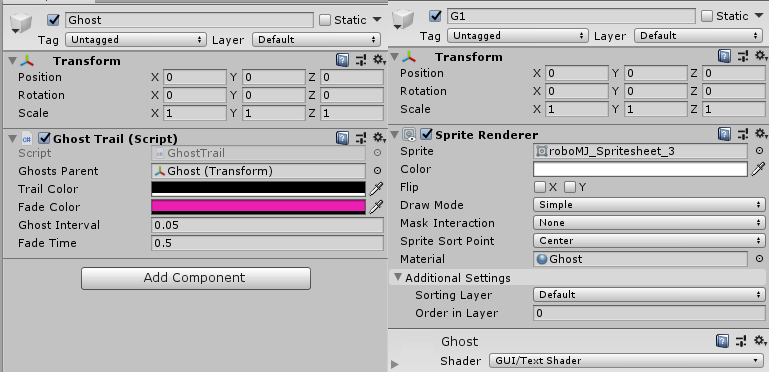 Ghost
Static
Tag Untagged Layer Default
Transform
Position X 0 Y 0 Z 0
Rotation X 0 Y 0 Z 0
Scale X 1 Y 1 Z 1
Ghost Trail (Script)
Script GhostTrail
Ghosts Parent Ghost (Transform)
Trail Color
Fade Color
Ghost Interval 0.05
Fade Time 0.5
Add Component
G1
Static
Tag Untagged Layer Default
Transform
Position X 0 Y 0 Z 0
Rotation X 0 Y 0 Z 0
Scale X 1 Y 1 Z 1
Sprite Renderer
Sprite roboMJ_Spritesheet_3
Color
Flip X Y
Draw Mode Simple
Mask Interaction None
Sprite Sort Point Center
Material Ghost
Additional Settings
Sorting Layer Default
Order in Layer 0
Ghost
Shader GUI/Text Shader